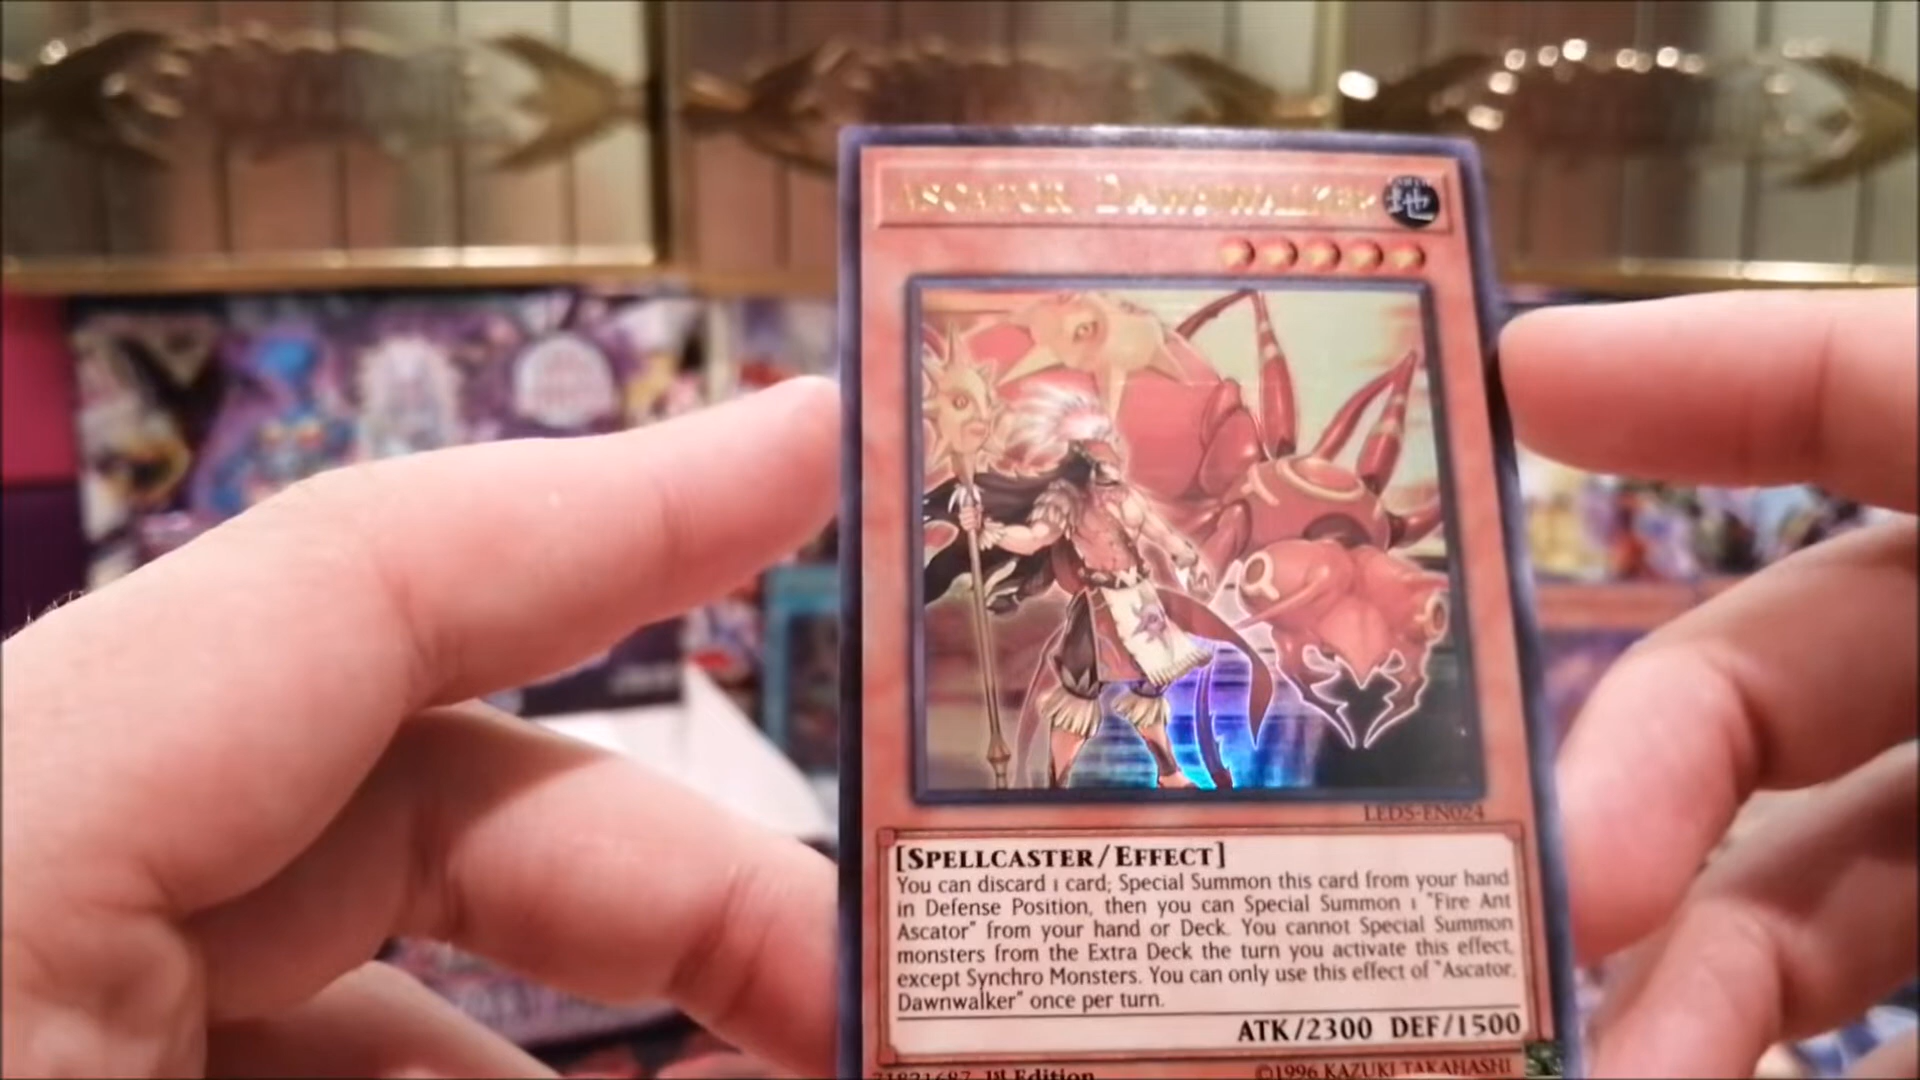 ASCATOR DAWNWALKER
LED5-EN024
[SPELLCASTER/EFFECT]
You can discard 1 card; Special Summon this card from your hand
in Defense Position, then you can Special Summon 1 "Fire Ant
Ascator" from your hand or Deck. You cannot Special Summon
monsters from the Extra Deck the turn you activate this effect,
except Synchro Monsters. You can only use this effect of "Ascator,
Dawnwalker" once per turn.
ATK/2300 DEF/1500
1st Edition
©1996 KAZUKI TAKAHASHI